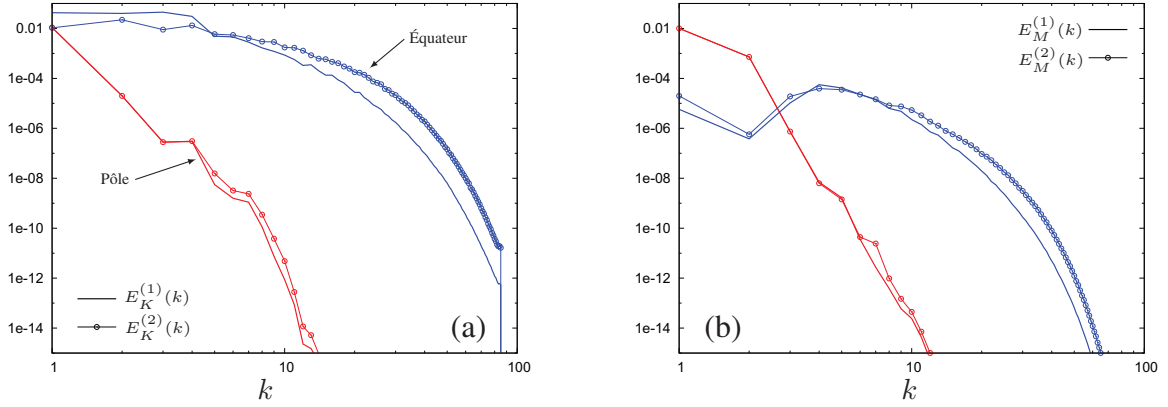 0.01
1e-04
1e-06
1e-08
1e-10
1e-12
1e-14
1
10
100
k
Équateur
Pôle
E_K^{(1)}(k)
E_K^{(2)}(k)
(a)
0.01
1e-04
1e-06
1e-08
1e-10
1e-12
1e-14
1
10
100
k
E_M^{(1)}(k)
E_M^{(2)}(k)
(b)